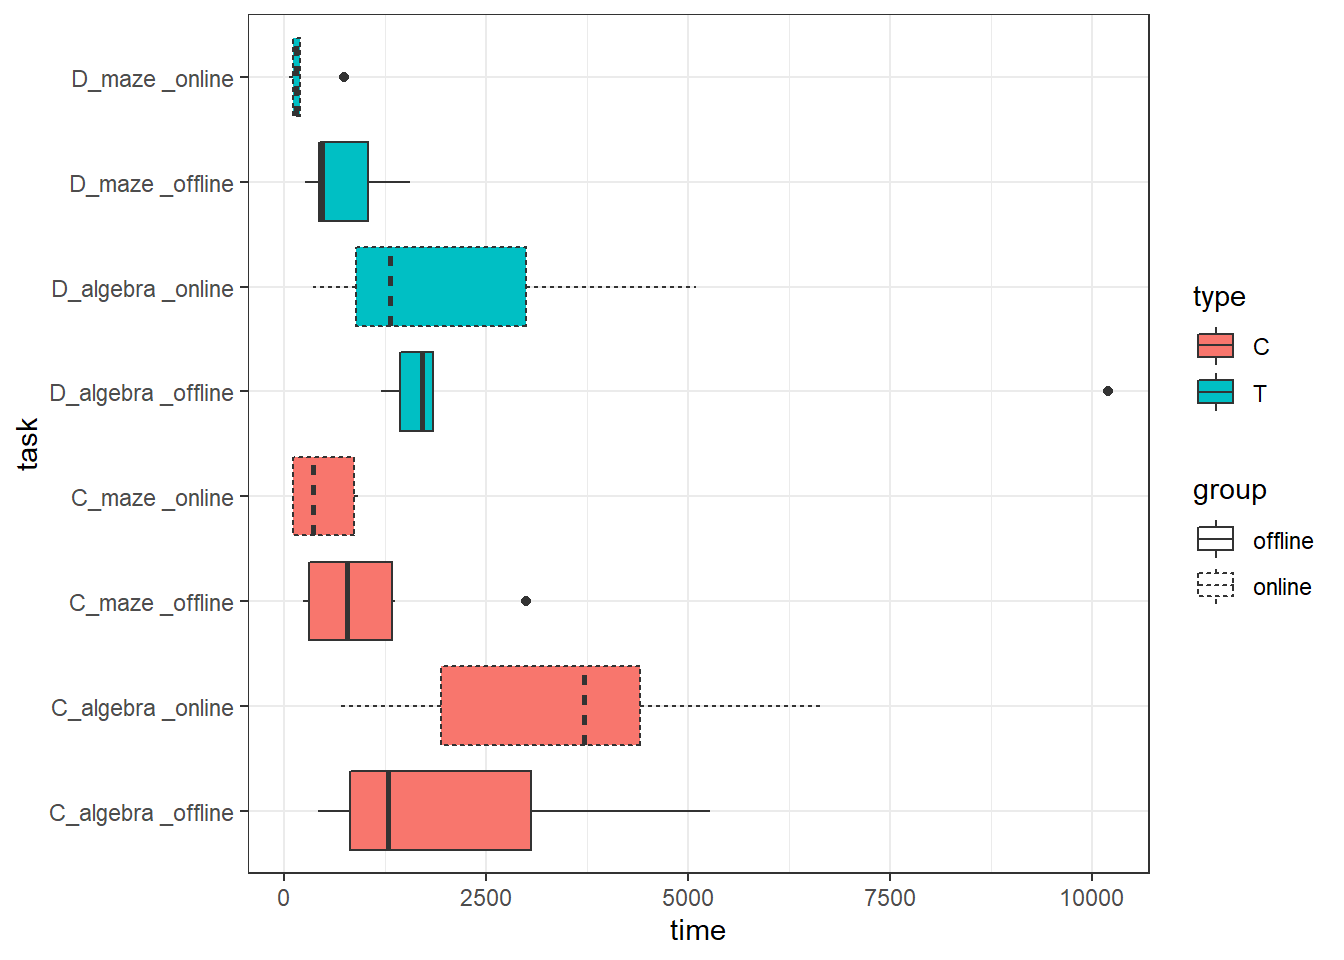 D_maze _online
D_maze _offline
D_algebra _online
D_algebra _offline
C_maze _online
C_maze _offline
C_algebra _online
C_algebra _offline
task
0 2500 5000 7500 10000
time
type
C
T
group
offline
online